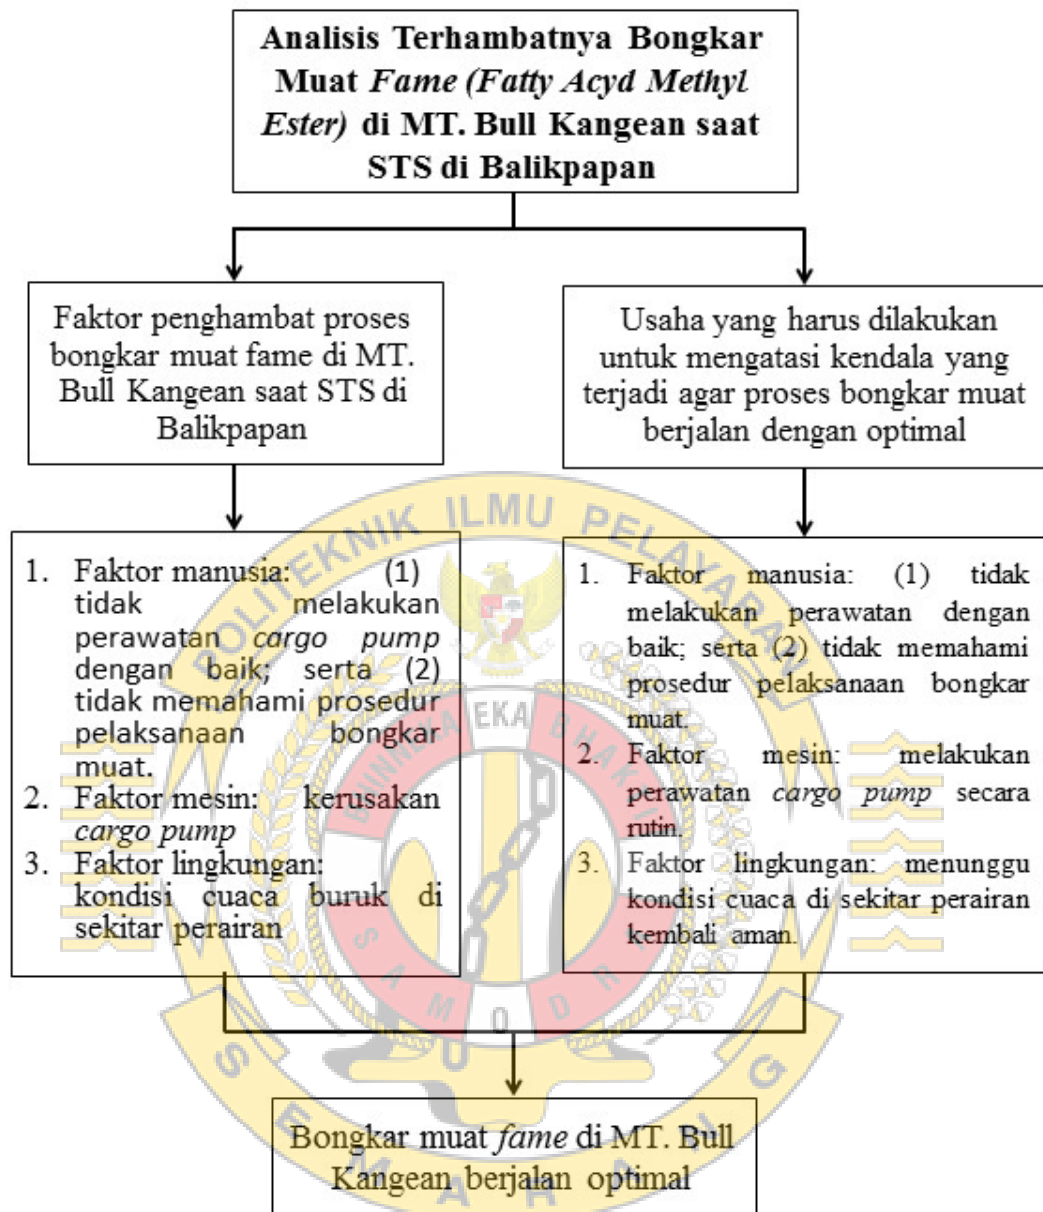 Analisis Terhambatnya Bongkar
Muat Fame (Fatty Acyd Methyl
Ester) di MT. Bull Kangean saat
STS di Balikpapan
Faktor penghambat proses
bongkar muat fame di MT.
Bull Kangean saat STS di
Balikpapan
Usaha yang harus dilakukan
untuk mengatasi kendala yang
terjadi agar proses bongkar muat
berjalan dengan optimal
1. Faktor manusia: (1)
tidak melakukan
perawatan cargo pump
dengan baik; serta (2)
tidak memahami prosedur
pelaksanaan bongkar
muat.
2. Faktor mesin: kerusakan
cargo pump
3. Faktor lingkungan:
kondisi cuaca buruk di
sekitar perairan
1. Faktor manusia: (1) tidak
melakukan perawatan dengan
baik; serta (2) tidak memahami
prosedur pelaksanaan bongkar
muat.
2. Faktor mesin: melakukan
perawatan cargo pump secara
rutin.
3. Faktor lingkungan: menunggu
kondisi cuaca di sekitar perairan
kembali aman.
Bongkar muat fame di MT. Bull
Kangean berjalan optimal
POLITEKNIK ILMU PELAYARAN
BHINNEKA EKA BHAKTI
SAMODRA
SEMARANG